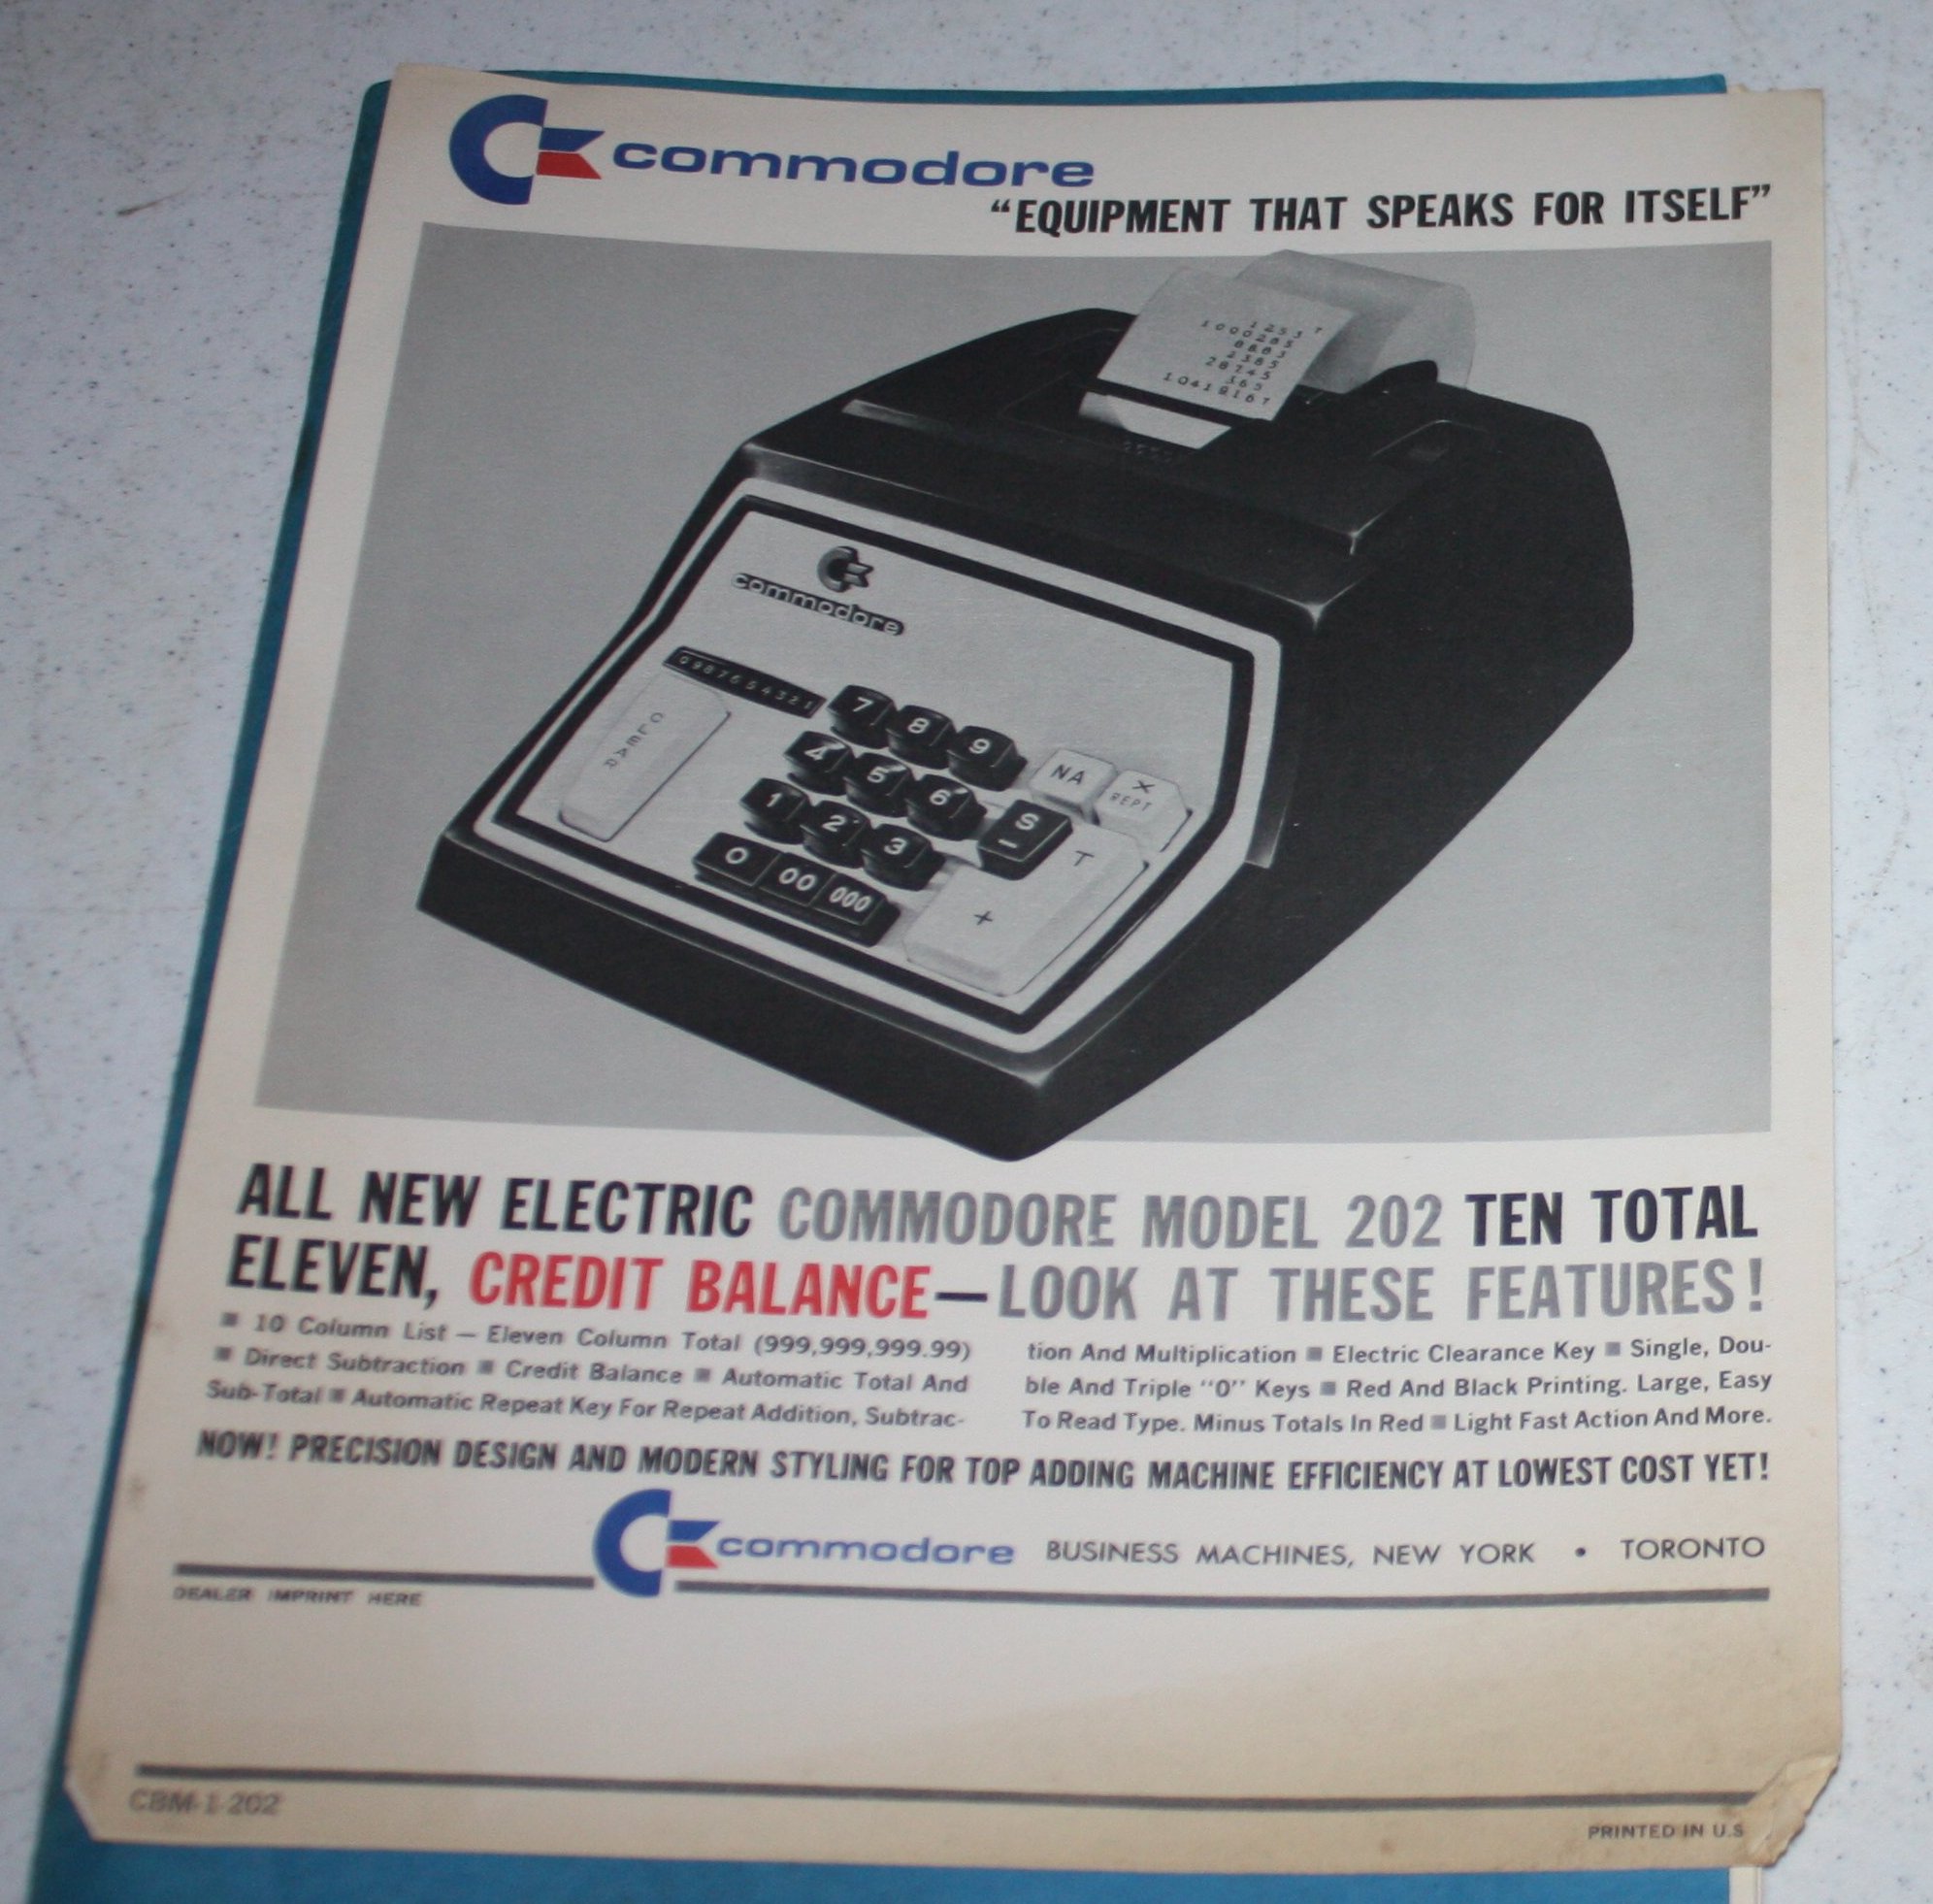 commodore
“EQUIPMENT THAT SPEAKS FOR ITSELF”
commodore
0987654321
CLEAR
7 8 9
4 5 6
1 2 3
0 00 000
NA
X
REPT
S
–
T
+
ALL NEW ELECTRIC COMMODORE MODEL 202 TEN TOTAL
ELEVEN, CREDIT BALANCE—LOOK AT THESE FEATURES!
■ 10 Column List — Eleven Column Total (999,999,999.99)
■ Direct Subtraction ■ Credit Balance ■ Automatic Total And
Sub-Total ■ Automatic Repeat Key For Repeat Addition, Subtrac-
tion And Multiplication ■ Electric Clearance Key ■ Single, Dou-
ble And Triple "0" Keys ■ Red And Black Printing. Large, Easy
To Read Type. Minus Totals In Red ■ Light Fast Action And More.
NOW! PRECISION DESIGN AND MODERN STYLING FOR TOP ADDING MACHINE EFFICIENCY AT LOWEST COST YET!
commodore BUSINESS MACHINES, NEW YORK • TORONTO
DEALER IMPRINT HERE
CBM-1-202
PRINTED IN U.S